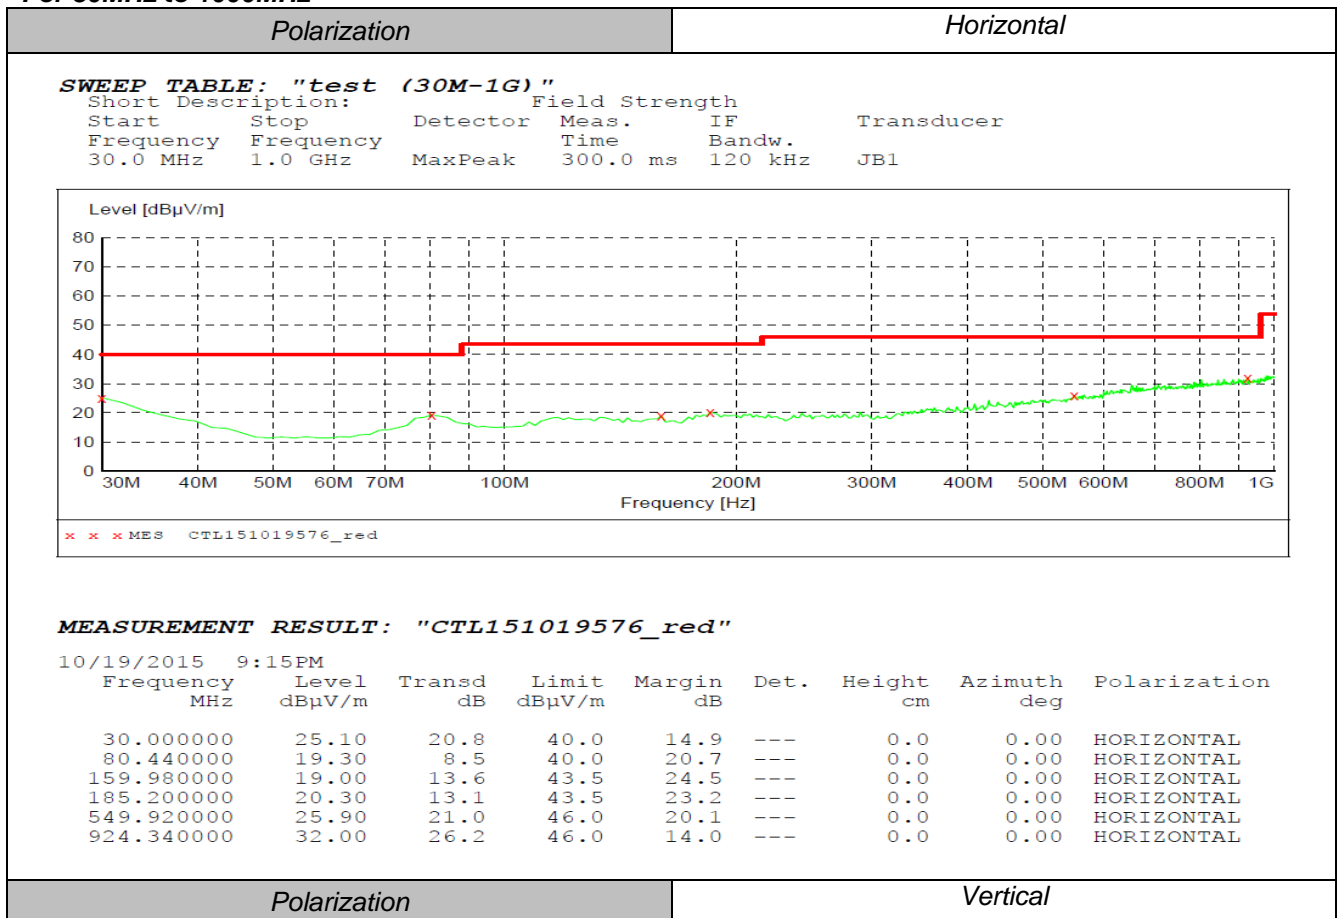 For 30MHz to 1000MHz
Polarization Horizontal
SWEEP TABLE: "test (30M-1G)"
Short Description: Field Strength
Start Stop Detector Meas. IF Transducer
Frequency Frequency Time Bandw.
30.0 MHz 1.0 GHz MaxPeak 300.0 ms 120 kHz JB1
Level [dBµV/m]
80
70
60
50
40
30
20
10
0
30M 40M 50M 60M 70M 100M 200M 300M 400M 500M 600M 800M 1G
Frequency [Hz]
x x x MES CTL151019576_red
MEASUREMENT RESULT: "CTL151019576_red"
10/19/2015 9:15PM
Frequency Level Transd Limit Margin Det. Height Azimuth Polarization
MHz dBµV/m dB dBµV/m dB cm deg
30.000000 25.10 20.8 40.0 14.9 --- 0.0 0.00 HORIZONTAL
80.440000 19.30 8.5 40.0 20.7 --- 0.0 0.00 HORIZONTAL
159.980000 19.00 13.6 43.5 24.5 --- 0.0 0.00 HORIZONTAL
185.200000 20.30 13.1 43.5 23.2 --- 0.0 0.00 HORIZONTAL
549.920000 25.90 21.0 46.0 20.1 --- 0.0 0.00 HORIZONTAL
924.340000 32.00 26.2 46.0 14.0 --- 0.0 0.00 HORIZONTAL
Polarization Vertical